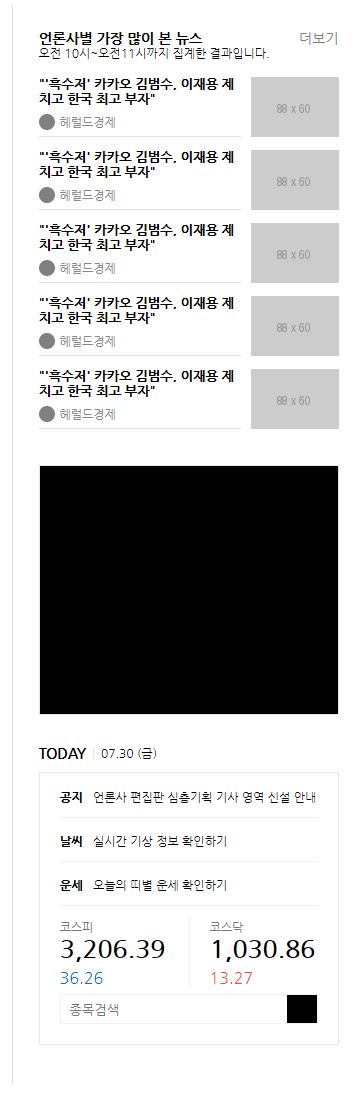 언론사별 가장 많이 본 뉴스 더보기
오전 10시~오전11시까지 집계한 결과입니다.
"'흑수저' 카카오 김범수, 이재용 제
치고 한국 최고 부자"
헤럴드경제
88 x 60
"'흑수저' 카카오 김범수, 이재용 제
치고 한국 최고 부자"
헤럴드경제
88 x 60
"'흑수저' 카카오 김범수, 이재용 제
치고 한국 최고 부자"
헤럴드경제
88 x 60
"'흑수저' 카카오 김범수, 이재용 제
치고 한국 최고 부자"
헤럴드경제
88 x 60
"'흑수저' 카카오 김범수, 이재용 제
치고 한국 최고 부자"
헤럴드경제
88 x 60
TODAY 07.30 (금)
공지 언론사 편집판 심층기획 기사 영역 신설 안내
날씨 실시간 기상 정보 확인하기
운세 오늘의 띠별 운세 확인하기
코스피
3,206.39
36.26
코스닥
1,030.86
13.27
종목검색